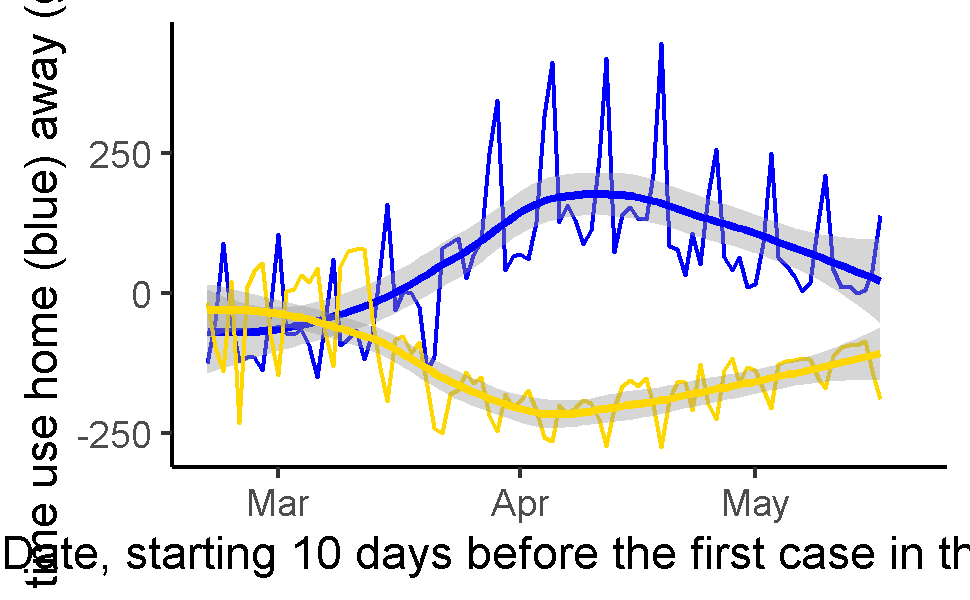 time use home (blue) away (
250
0
-250
Mar Apr May
Date, starting 10 days before the first case in th